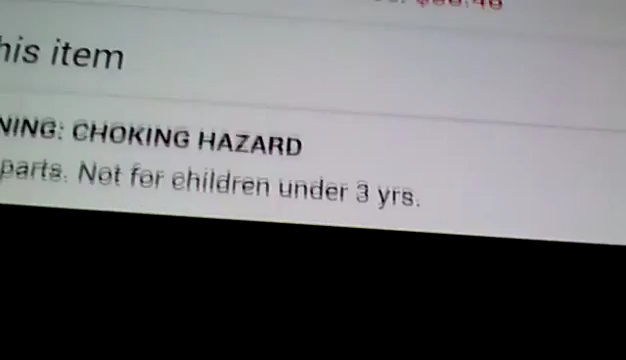 his item
NING: CHOKING HAZARD
parts. Not for children under 3 yrs.